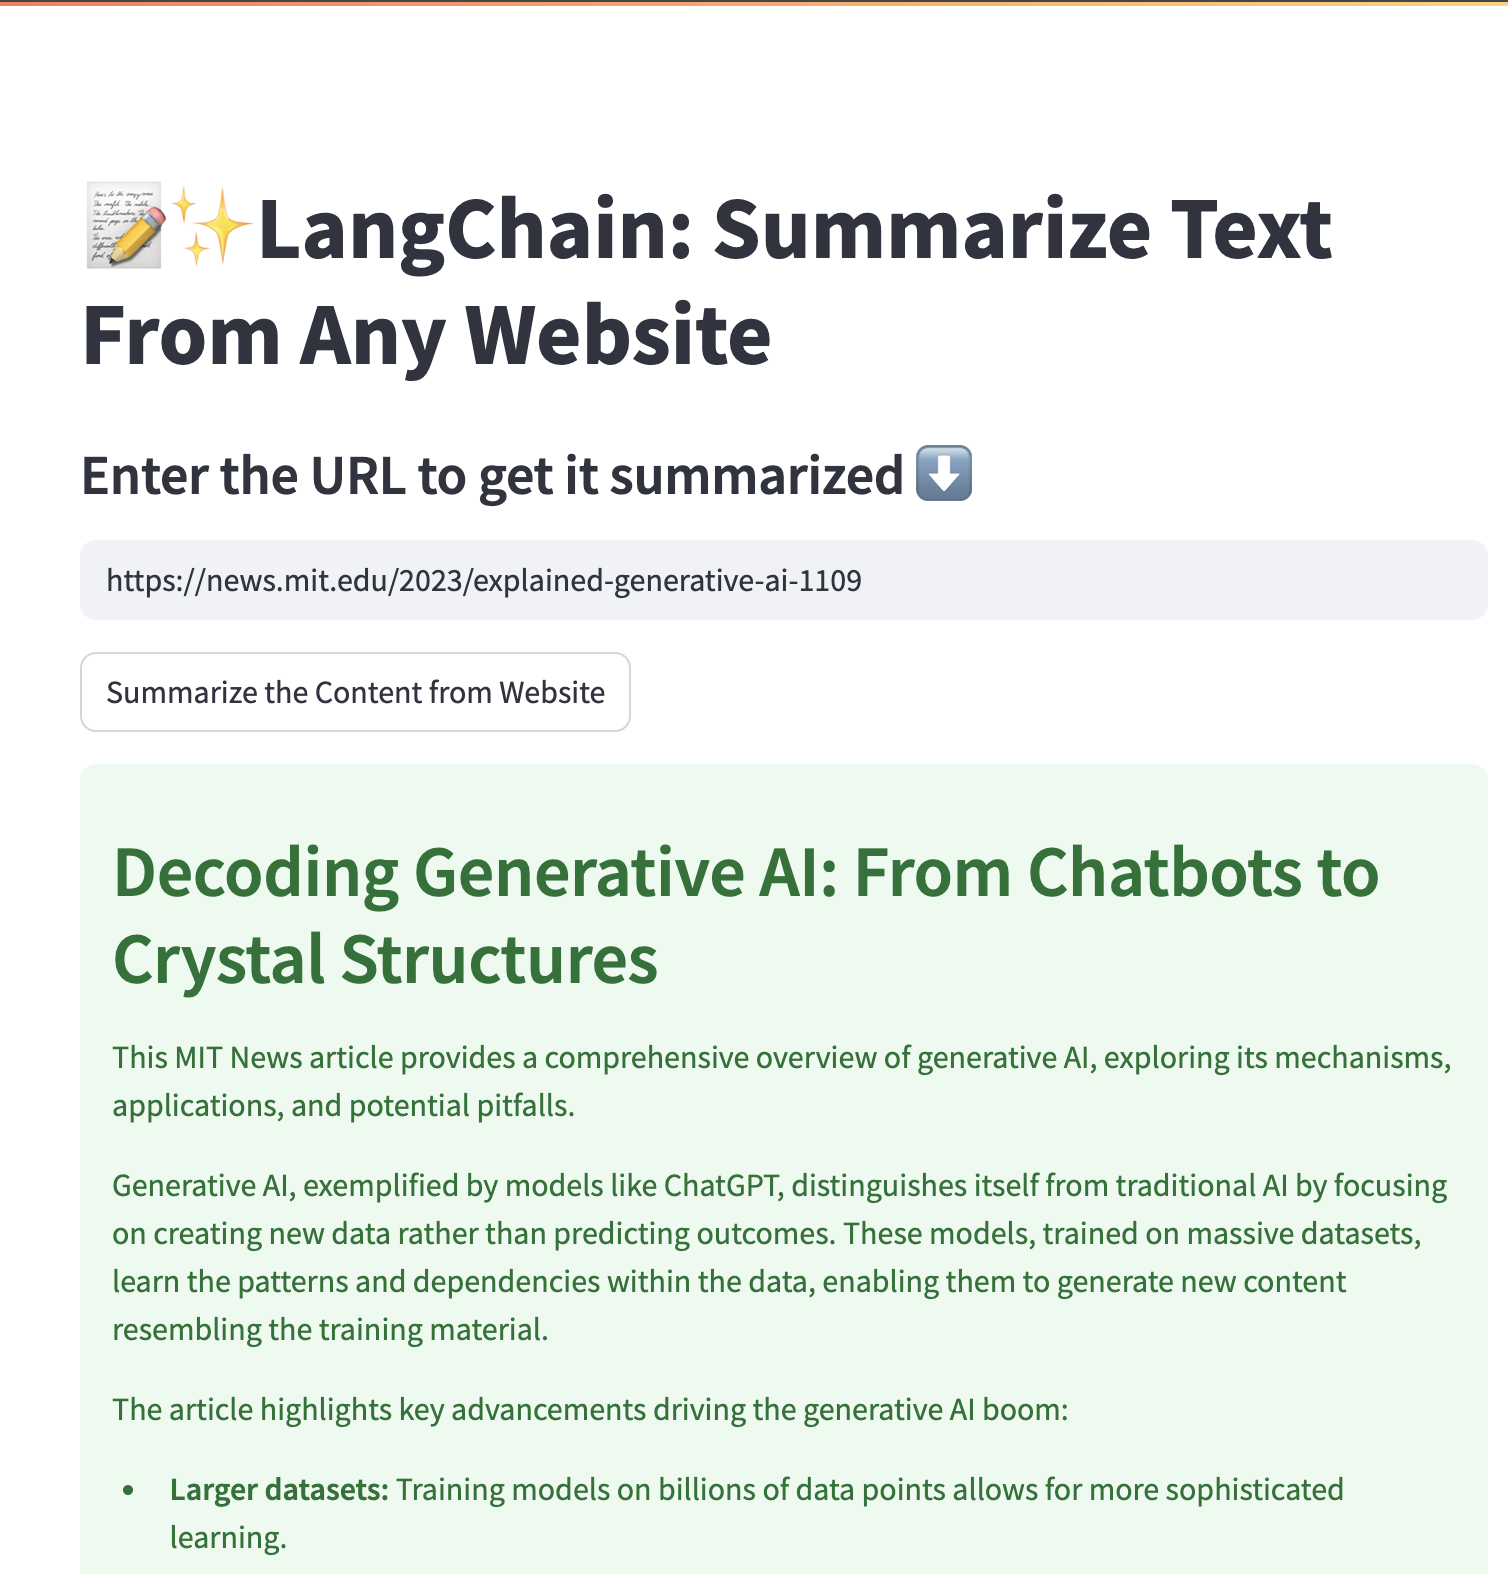 📝✨LangChain: Summarize Text
From Any Website
Enter the URL to get it summarized ⬇️
https://news.mit.edu/2023/explained-generative-ai-1109
Summarize the Content from Website
Decoding Generative AI: From Chatbots to
Crystal Structures
This MIT News article provides a comprehensive overview of generative AI, exploring its mechanisms,
applications, and potential pitfalls.
Generative AI, exemplified by models like ChatGPT, distinguishes itself from traditional AI by focusing
on creating new data rather than predicting outcomes. These models, trained on massive datasets,
learn the patterns and dependencies within the data, enabling them to generate new content
resembling the training material.
The article highlights key advancements driving the generative AI boom:
• Larger datasets: Training models on billions of data points allows for more sophisticated
learning.